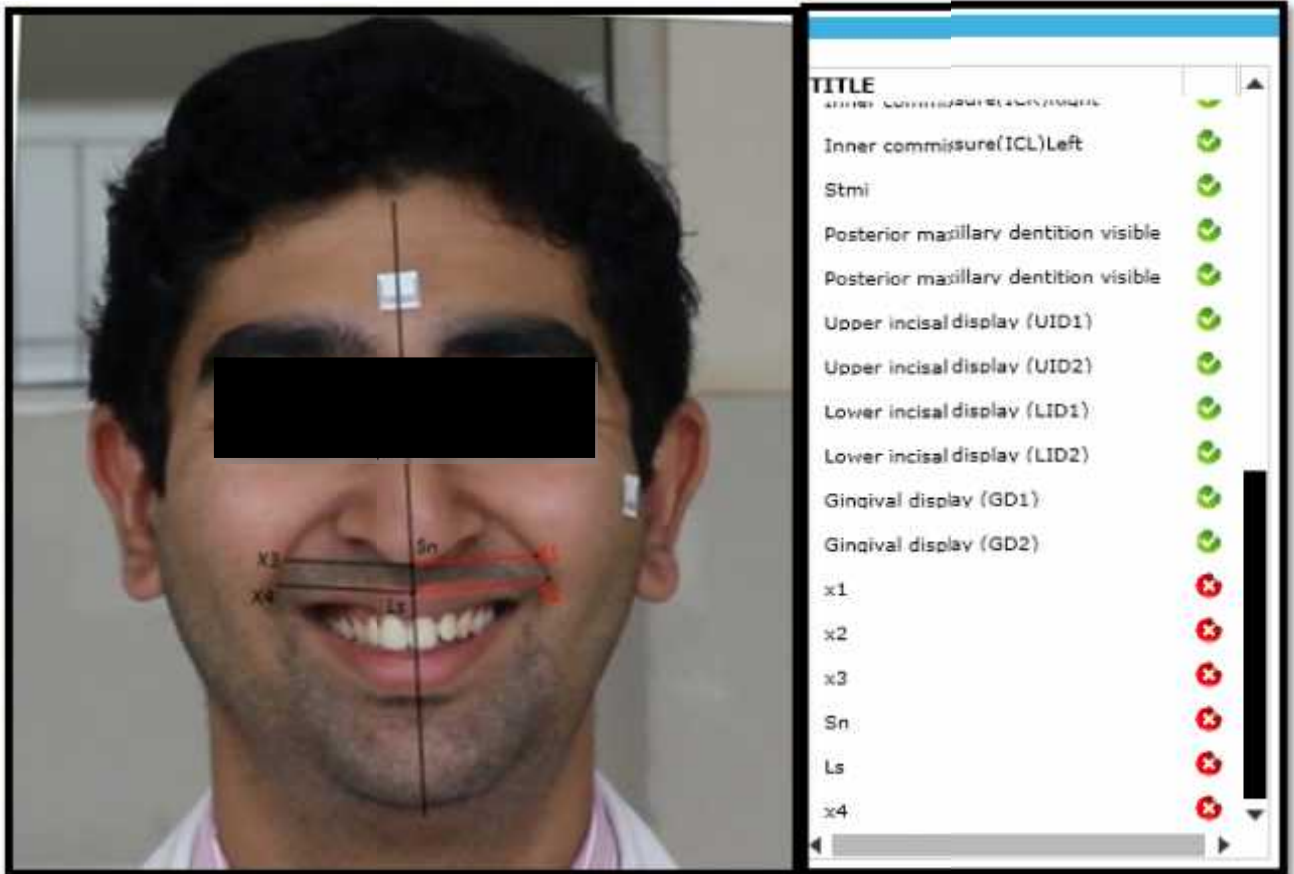 Sn
X3
X4
Ls
TITLE
Inner commissure(ICL)Left
Stmi
Posterior maxillary dentition visible
Posterior maxillary dentition visible
Upper incisal display (UID1)
Upper incisal display (UID2)
Lower incisal display (LID1)
Lower incisal display (LID2)
Gingival display (GD1)
Gingival display (GD2)
x1
x2
x3
Sn
Ls
x4